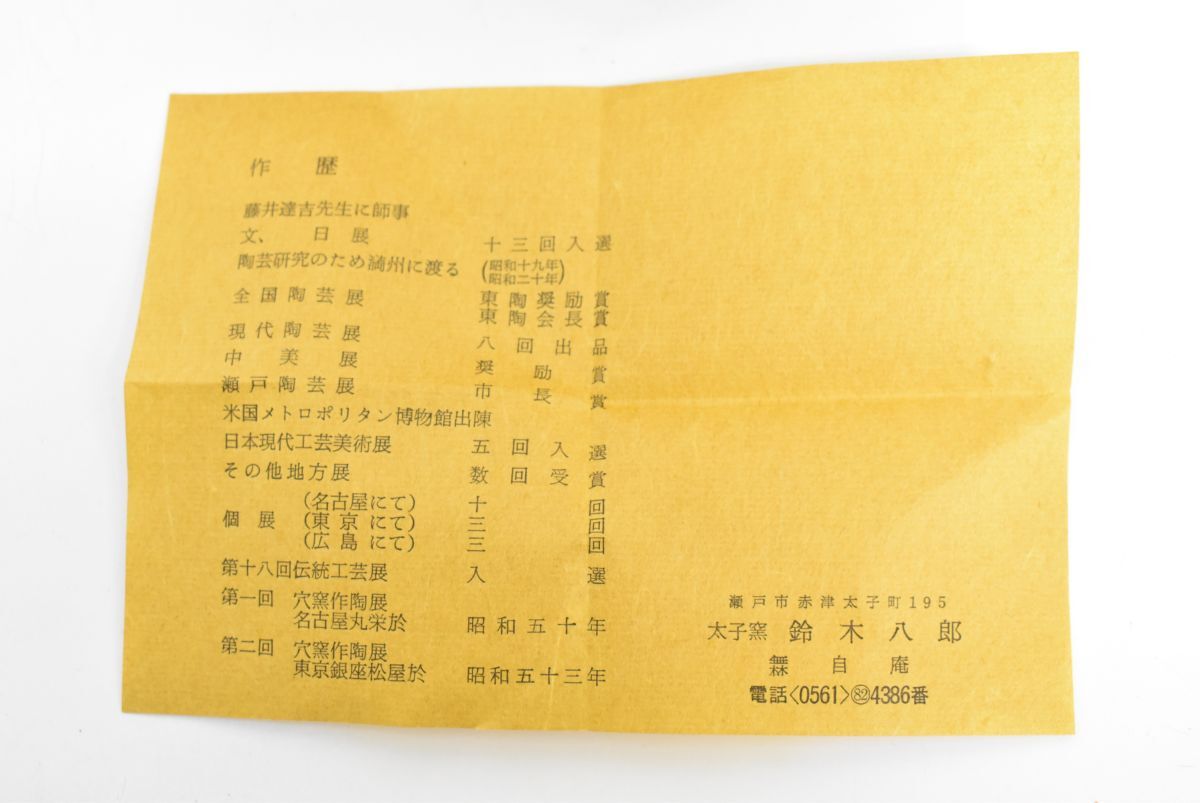 作歴
藤井達吉先生に師事
文、日展 十三回入選
陶芸研究のため満州に渡る (昭和十九年
昭和二十年)
全国陶芸展 東陶奨励賞
東陶会長賞
現代陶芸展 八回出品
中美展 奨励賞
瀬戸陶芸展 市長賞
米国メトロポリタン博物館出陳
日本現代工芸美術展 五回入選
その他地方展 数回受賞
(名古屋にて) 十回
個展 (東京にて) 三回
(広島にて) 三回
第十八回伝統工芸展 入選
第一回 穴窯作陶展
名古屋丸栄於 昭和五十年
第二回 穴窯作陶展
東京銀座松屋於 昭和五十三年
瀬戸市赤津太子町195
太子窯 鈴木八郎
自庵
電話〈0561〉㊇4386番